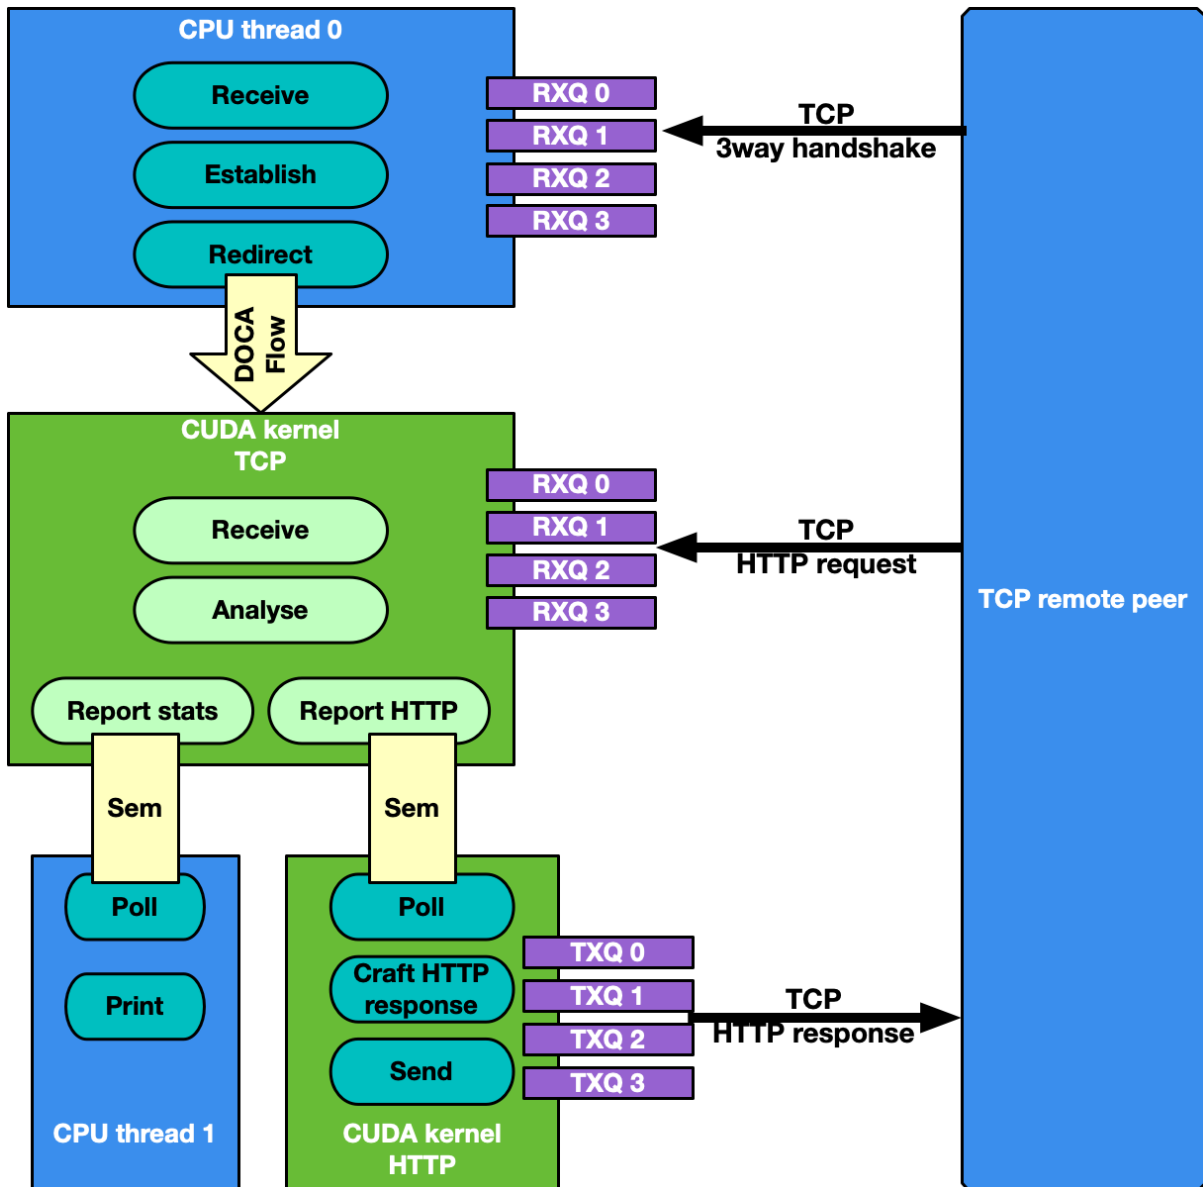 CPU thread 0
Receive
Establish
Redirect
RXQ 0
RXQ 1
RXQ 2
RXQ 3
TCP
3way handshake
DOCA
Flow
CUDA kernel
TCP
Receive
Analyse
Report stats
Report HTTP
RXQ 0
RXQ 1
RXQ 2
RXQ 3
TCP
HTTP request
TCP remote peer
Sem
Sem
Poll
Print
CPU thread 1
Poll
Craft HTTP
response
Send
CUDA kernel
HTTP
TXQ 0
TXQ 1
TXQ 2
TXQ 3
TCP
HTTP response